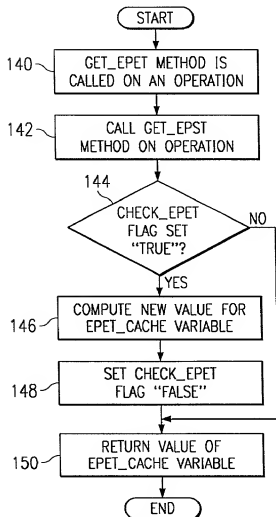 START
140
GET_EPET METHOD IS
CALLED ON AN OPERATION
142
CALL GET_EPST
METHOD ON OPERATION
144
CHECK_EPET
FLAG SET
"TRUE"?
NO
YES
146
COMPUTE NEW VALUE FOR
EPET_CACHE VARIABLE
148
SET CHECK_EPET
FLAG "FALSE"
150
RETURN VALUE OF
EPET_CACHE VARIABLE
END